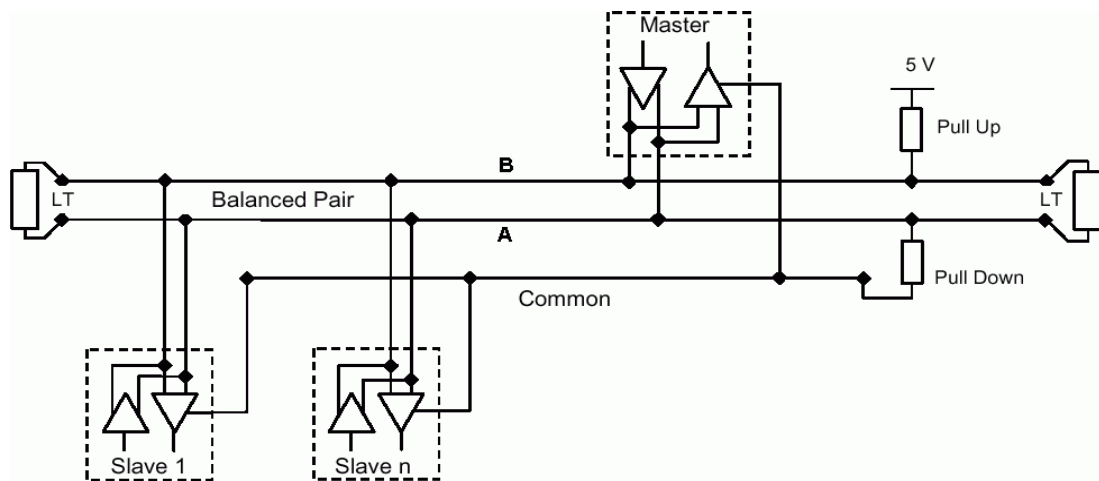 Master
5 V
Pull Up
B
LT
Balanced Pair
LT
A
Pull Down
Common
Slave 1
Slave n